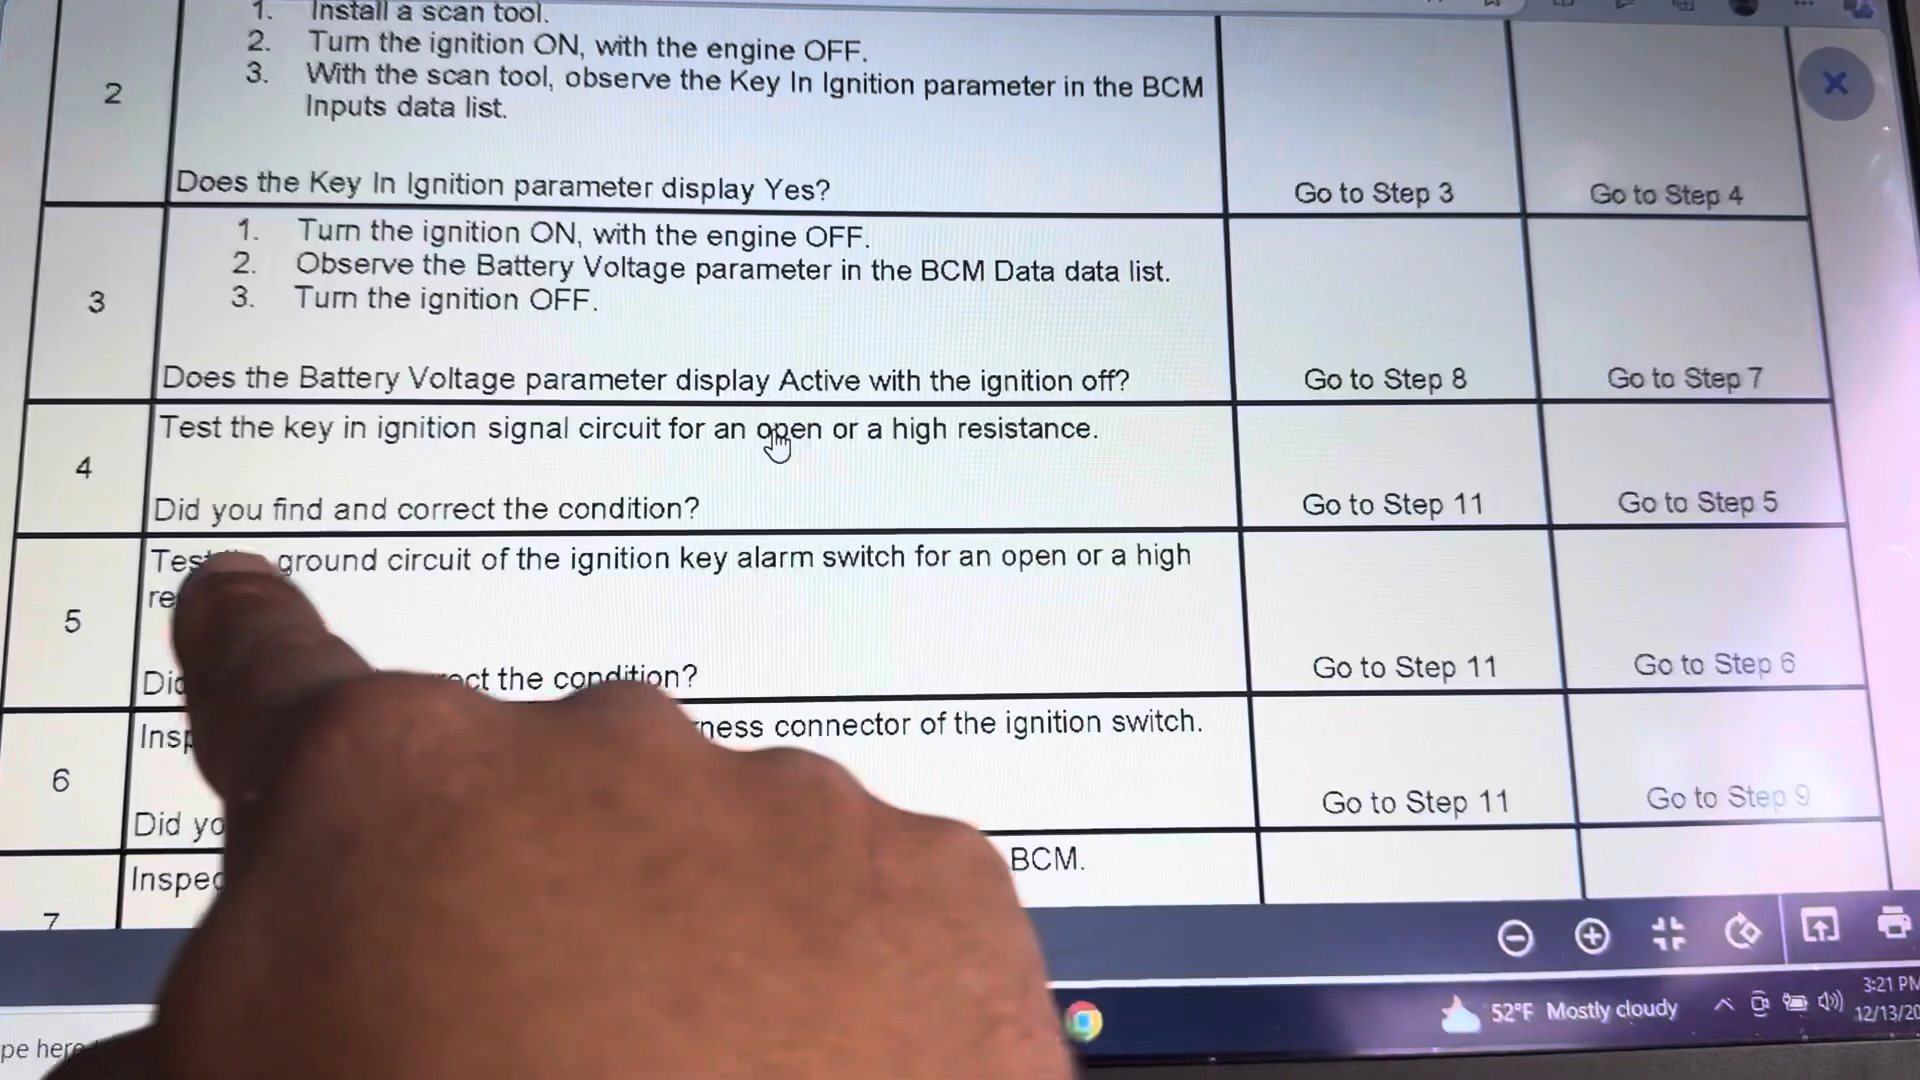 2
1. Install a scan tool.
2. Turn the ignition ON, with the engine OFF.
3. With the scan tool, observe the Key In Ignition parameter in the BCM
Inputs data list.
Does the Key In Ignition parameter display Yes?
Go to Step 3
Go to Step 4
3
1. Turn the ignition ON, with the engine OFF.
2. Observe the Battery Voltage parameter in the BCM Data data list.
3. Turn the ignition OFF.
Does the Battery Voltage parameter display Active with the ignition off?
Go to Step 8
Go to Step 7
4
Test the key in ignition signal circuit for an open or a high resistance.
Did you find and correct the condition?
Go to Step 11
Go to Step 5
5
Test ground circuit of the ignition key alarm switch for an open or a high
the condition?
Go to Step 11
Go to Step 6
6
connector of the ignition switch.
Did
Go to Step 11
Go to Step 9
7
BCM.
52°F Mostly cloudy
3:21 PM
12/13/20
pe here